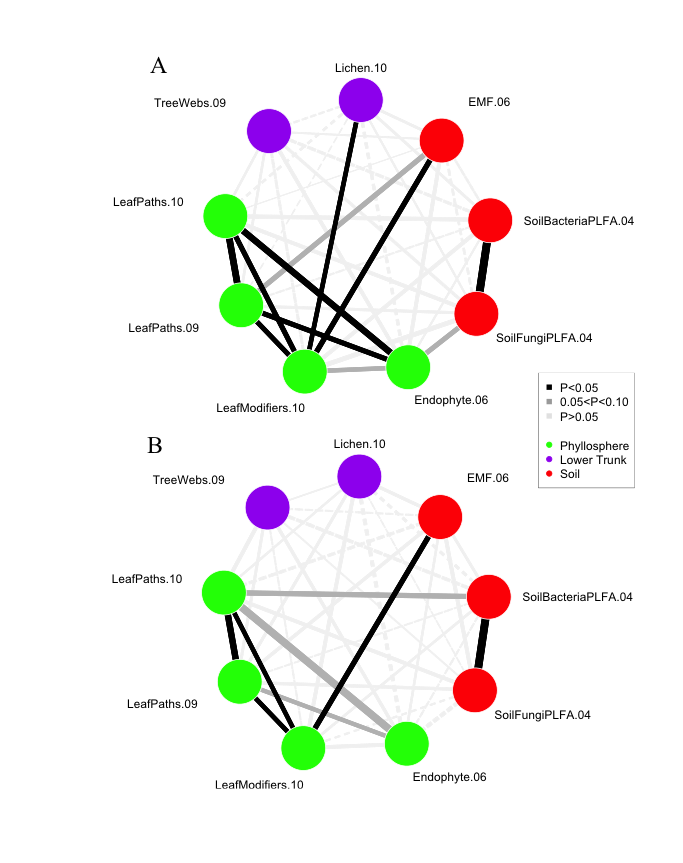 A
Lichen.10
EMF.06
TreeWebs.09
LeafPaths.10
SoilBacteriaPLFA.04
LeafPaths.09
SoilFungiPLFA.04
LeafModifiers.10
Endophyte.06
P<0.05
0.05<P<0.10
P>0.05
Phyllosphere
Lower Trunk
Soil
B
Lichen.10
TreeWebs.09
EMF.06
LeafPaths.10
SoilBacteriaPLFA.04
LeafPaths.09
SoilFungiPLFA.04
LeafModifiers.10
Endophyte.06